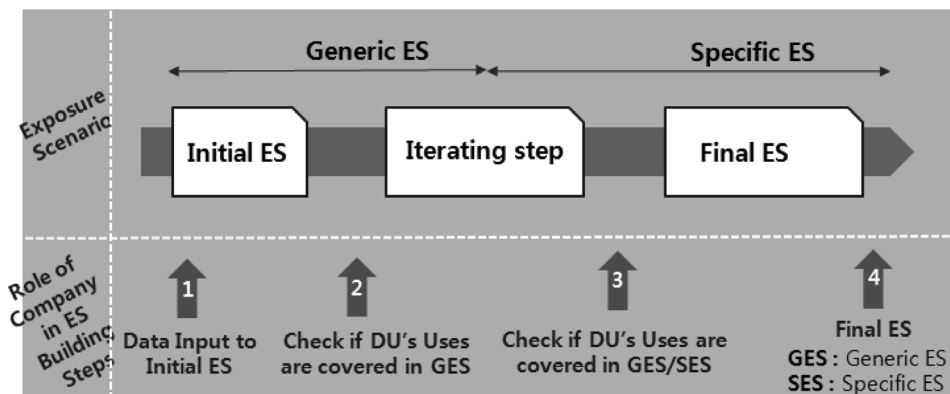 Generic ES
Specific ES
Exposure
Scenario
Initial ES
Iterating step
Final ES
Role of
Company
in ES
Building
Steps
1
Data Input to
Initial ES
2
Check if DU's Uses
are covered in GES
3
Check if DU's Uses are
covered in GES/SES
4
Final ES
GES : Generic ES
SES : Specific ES